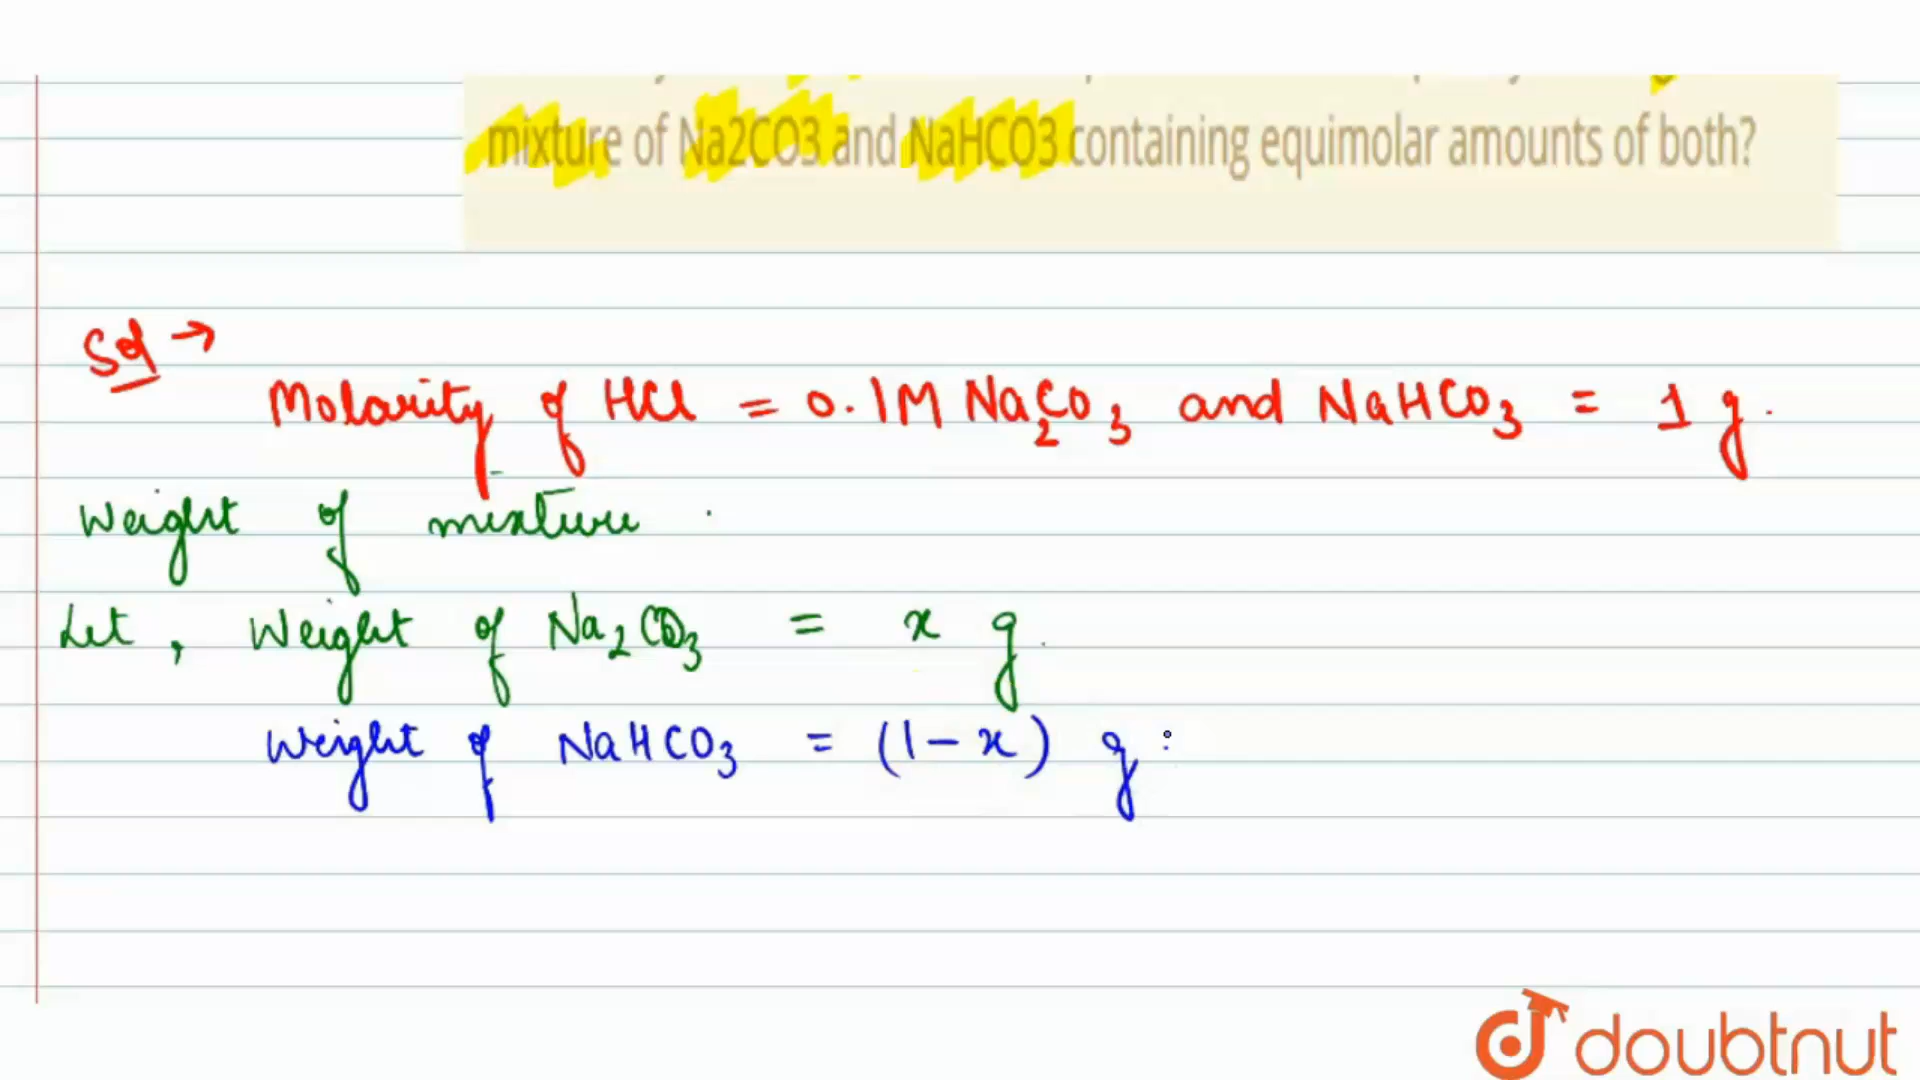 mixture of Na2CO3 and NaHCO3 containing equimolar amounts of both?
Sol →
Molarity of HCl = 0.1M Na₂CO₃ and NaHCO₃ = 1 g.
Weight of mixture .
Let , Weight of Na₂CO₃ = x g.
Weight of NaHCO₃ = (1-x) g :
doubtnut